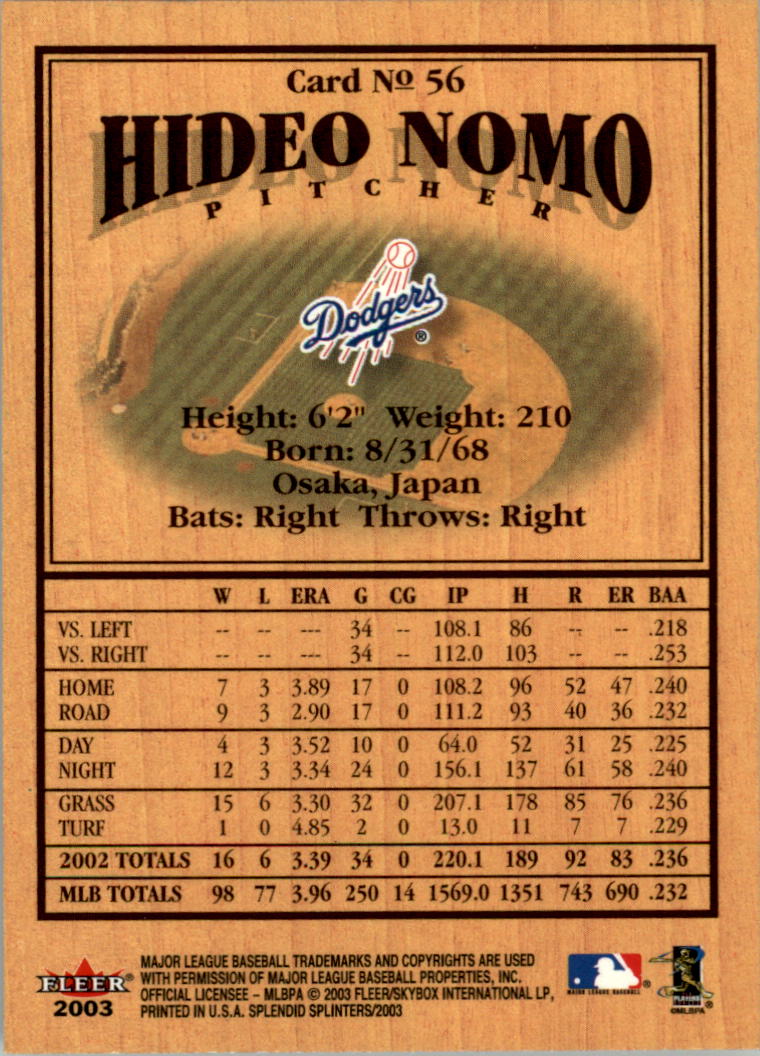 Card Nº 56
HIDEO NOMO
PITCHER
Dodgers ®
Height: 6'2" Weight: 210
Born: 8/31/68
Osaka, Japan
Bats: Right Throws: Right
W L ERA G CG IP H R ER BAA
VS. LEFT -- -- --- 34 -- 108.1 86 -- -- .218
VS. RIGHT -- -- --- 34 -- 112.0 103 -- -- .253
HOME 7 3 3.89 17 0 108.2 96 52 47 .240
ROAD 9 3 2.90 17 0 111.2 93 40 36 .232
DAY 4 3 3.52 10 0 64.0 52 31 25 .225
NIGHT 12 3 3.34 24 0 156.1 137 61 58 .240
GRASS 15 6 3.30 32 0 207.1 178 85 76 .236
TURF 1 0 4.85 2 0 13.0 11 7 7 .229
2002 TOTALS 16 6 3.39 34 0 220.1 189 92 83 .236
MLB TOTALS 98 77 3.96 250 14 1569.0 1351 743 690 .232
FLEER®
2003
MAJOR LEAGUE BASEBALL TRADEMARKS AND COPYRIGHTS ARE USED
WITH PERMISSION OF MAJOR LEAGUE BASEBALL PROPERTIES, INC.
OFFICIAL LICENSEE – MLBPA © 2003 FLEER/SKYBOX INTERNATIONAL LP,
PRINTED IN U.S.A. SPLENDID SPLINTERS/2003
MAJOR LEAGUE BASEBALL ®
PLAYERS CHOICE ®
©MLBPA